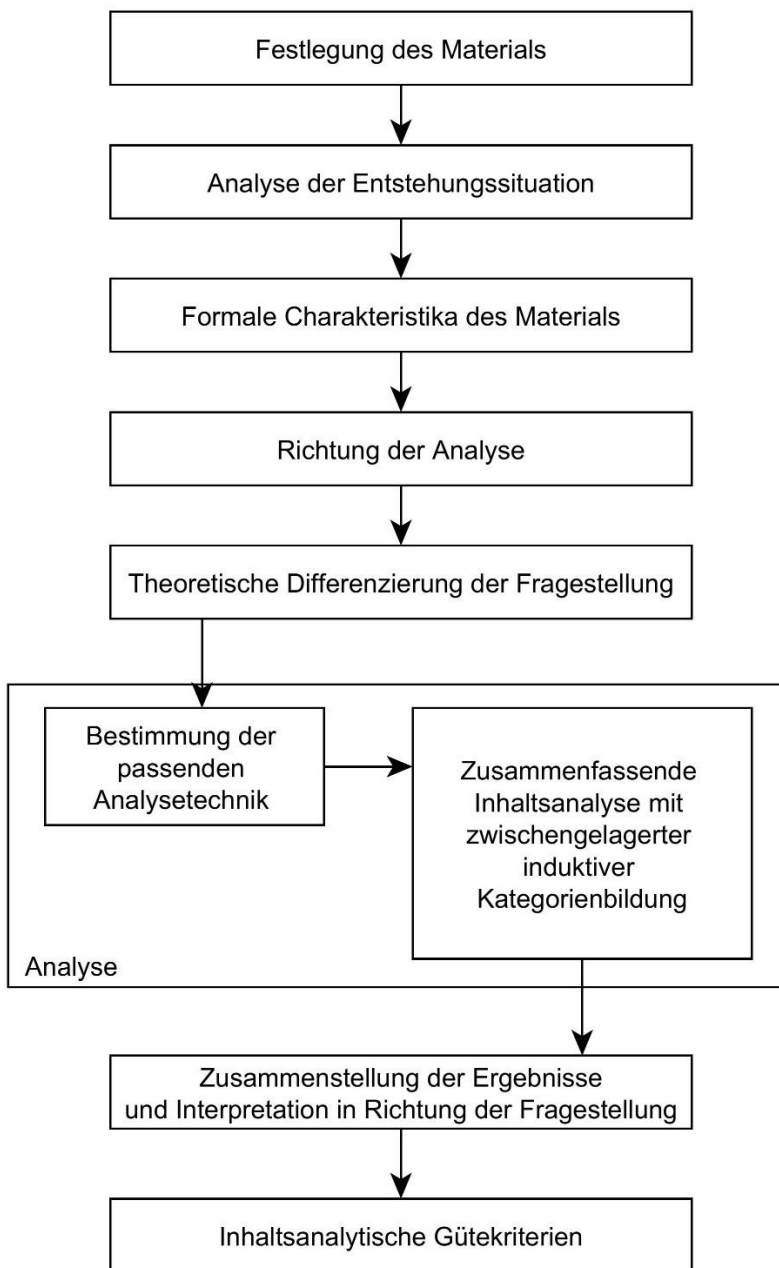 Festlegung des Materials
Analyse der Entstehungssituation
Formale Charakteristika des Materials
Richtung der Analyse
Theoretische Differenzierung der Fragestellung
Bestimmung der
passenden
Analysetechnik
Zusammenfassende
Inhaltsanalyse mit
zwischengelagerter
induktiver
Kategorienbildung
Analyse
Zusammenstellung der Ergebnisse
und Interpretation in Richtung der Fragestellung
Inhaltsanalytische Gütekriterien